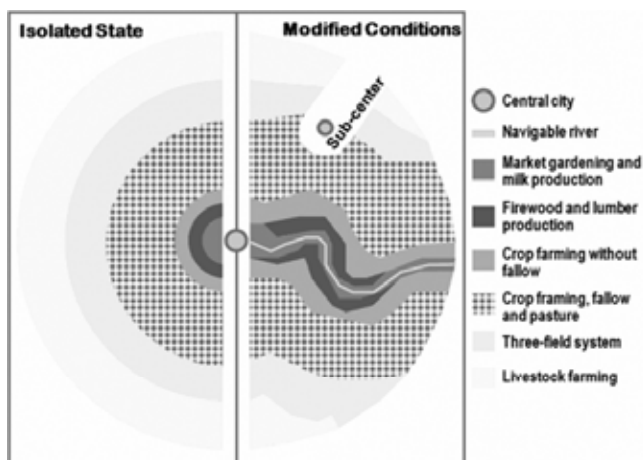 Isolated State
Modified Conditions
Sub-center
Central city
Navigable river
Market gardening and
milk production
Firewood and lumber
production
Crop farming without
fallow
Crop framing, fallow
and pasture
Three-field system
Livestock farming